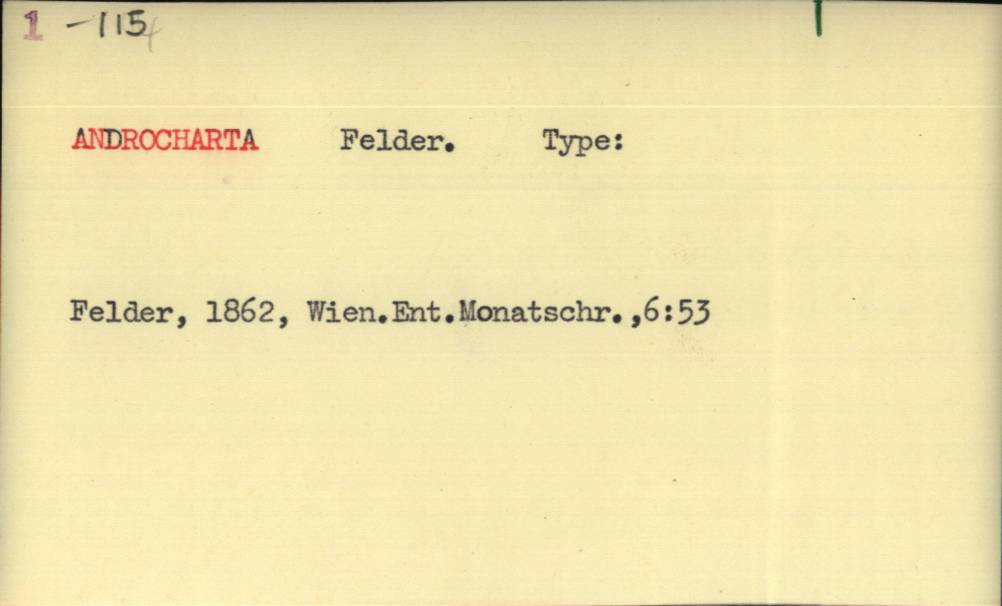 1 -115
ANDROCHARTA Felder. Type:
Felder, 1862, Wien.Ent.Monatschr.,6:53